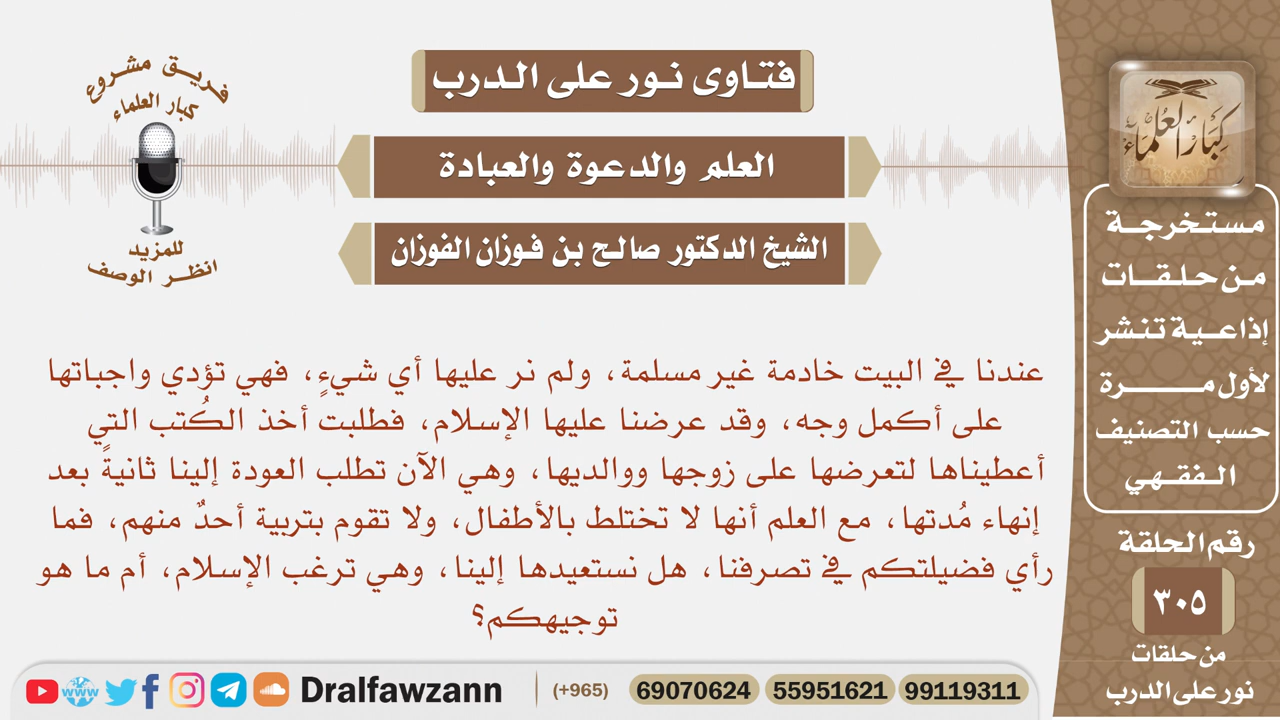 فتاوى نور على الدرب
العلم والدعوة والعبادة
الشيخ الدكتور صالح بن فوزان الفوزان
فريق مشروع
كبار العلماء
للمزيد
انظر الوصف
عندنا في البيت خادمة غير مسلمة، ولم نر عليها أي شيءٍ، فهي تؤدي واجباتها
على أكمل وجه، وقد عرضنا عليها الإسلام، فطلبت أخذ الكُتب التي
أعطيناها لتعرضها على زوجها ووالديها، وهي الآن تطلب العودة إلينا ثانيةً بعد
إنهاء مُدتها، مع العلم أنها لا تختلط بالأطفال، ولا تقوم بتربية أحدٌ منهم، فما
رأي فضيلتكم في تصرفنا، هل نستعيدها إلينا، وهي ترغب الإسلام، أم ما هو
توجيهكم؟
كبار العلماء
مستخرجة
من حلقات
إذاعية تنشر
لأول مرة
حسب التصنيف
الفقهي
رقم الحلقة
٣٠٥
من حلقات
نور على الدرب
www
Dralfawzann
(+965)
69070624
55951621
99119311